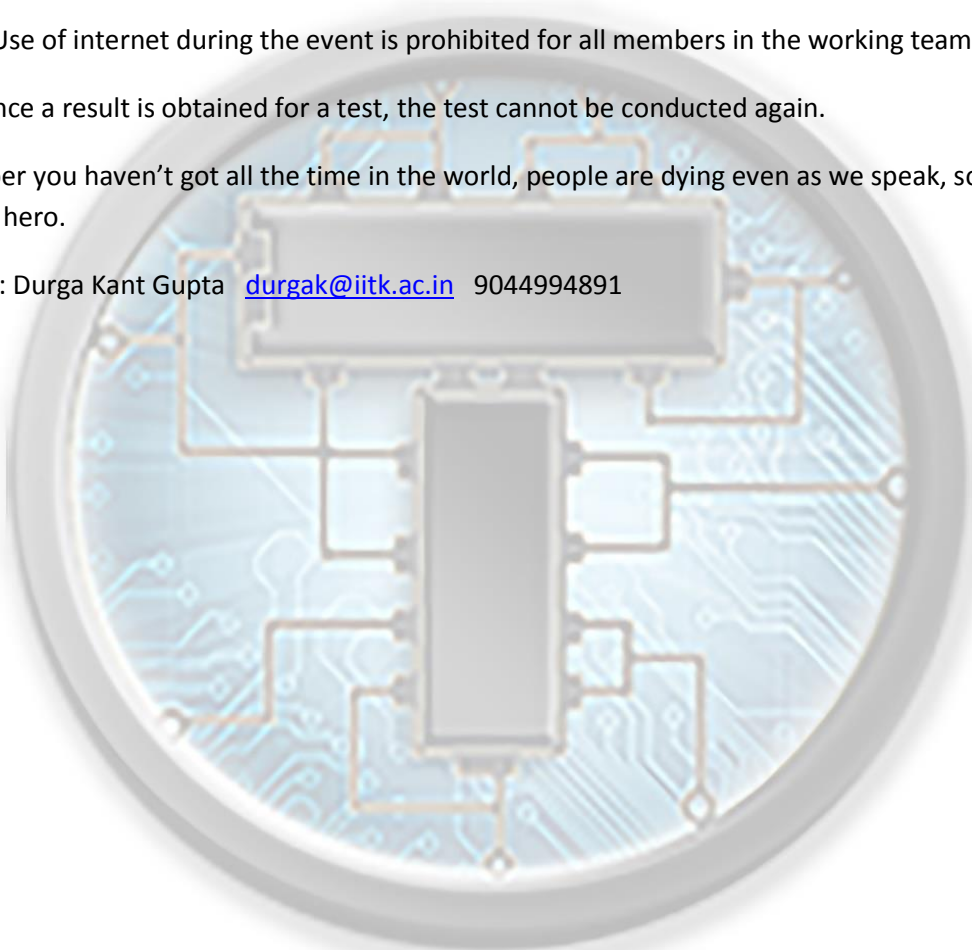 Use of internet during the event is prohibited for all members in the working team
nce a result is obtained for a test, the test cannot be conducted again.
er you haven't got all the time in the world, people are dying even as we speak, so
hero.
: Durga Kant Gupta durgak@iitk.ac.in 9044994891